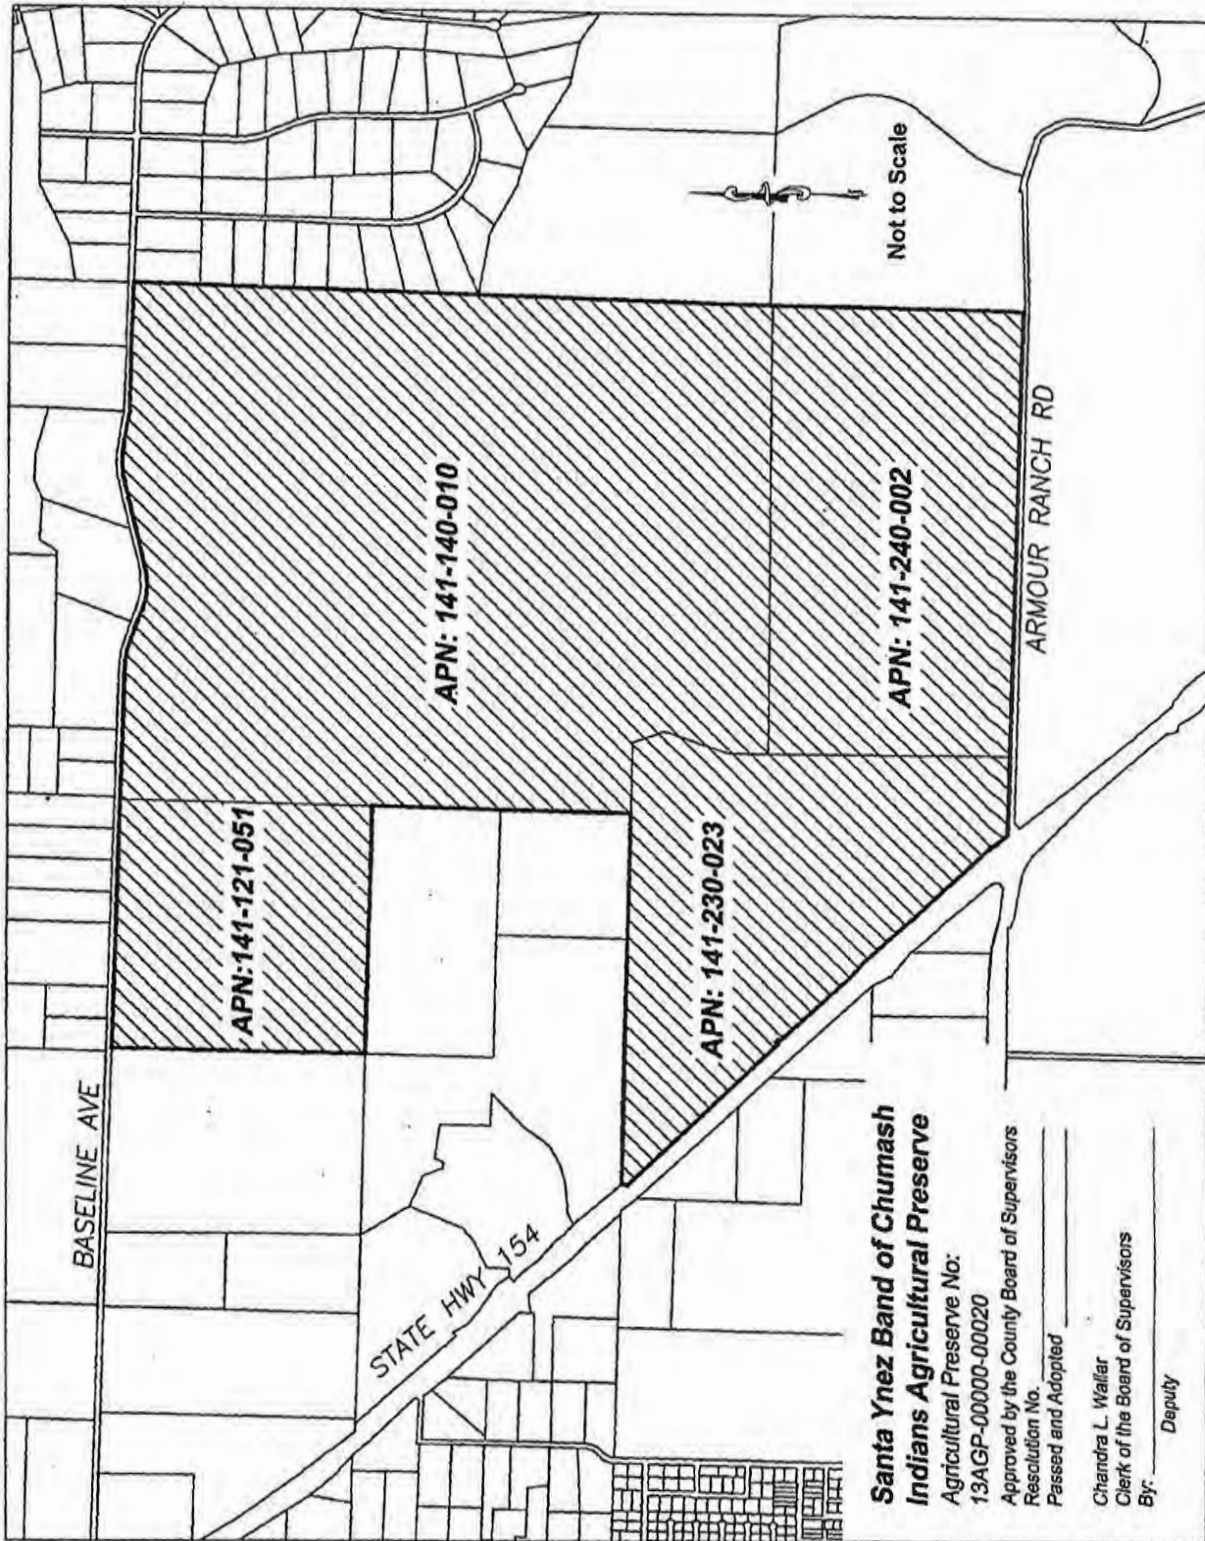 BASELINE AVE
APN:141-121-051
APN: 141-140-010
STATE HWY 154
APN: 141-230-023
APN: 141-240-002
Not to Scale
ARMOUR RANCH RD
Santa Ynez Band of Chumash
Indians Agricultural Preserve
Agricultural Preserve No:
13AGP-00000-00020
Approved by the County Board of Supervisors
Resolution No.
Passed and Adopted
Chandra L. Wallar
Clerk of the Board of Supervisors
By:
Deputy